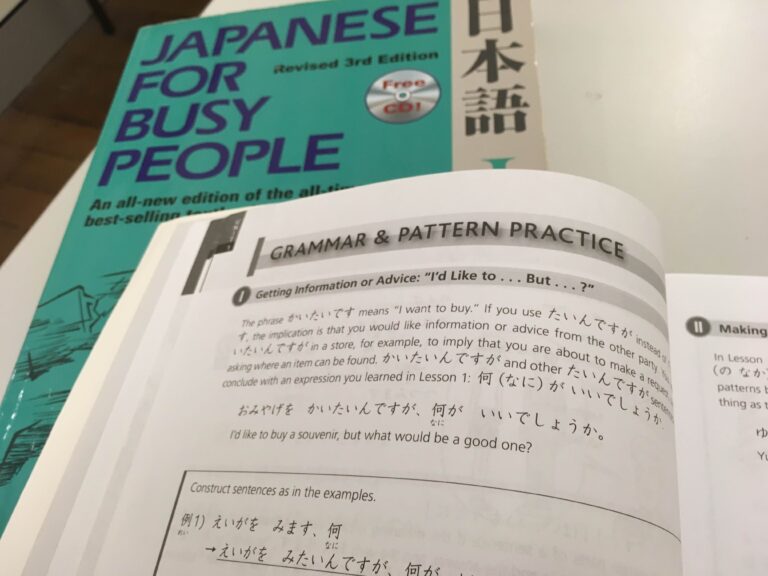 JAPANESE
FOR
BUSY
PEOPLE
Revised 3rd Edition
Free
CD!
An all-new edition of the all-time
best-selling
日本語
I
GRAMMAR & PATTERN PRACTICE
I Getting Information or Advice: "I'd Like to . . . But . . . ?"
The phrase かいたいです means "I want to buy." If you use たいんですが instead of
す, the implication is that you would like information or advice from the other party.
いたいんですが in a store, for example, to imply that you are about to make a request
asking where an item can be found. かいたいんですが and other たいんですが
conclude with an expression you learned in Lesson 1: 何 (なに) が いいでしょうか
おみやげを かいたいんですが、何が いいでしょうか。
なに
I'd like to buy a souvenir, but what would be a good one?
Construct sentences as in the examples.
例1) えいがを みます、何
れい なに
→えいがを みたいんですが、何が
II Making
In Lesson
(の なか
patterns b
thing as t
ゆ
Yu